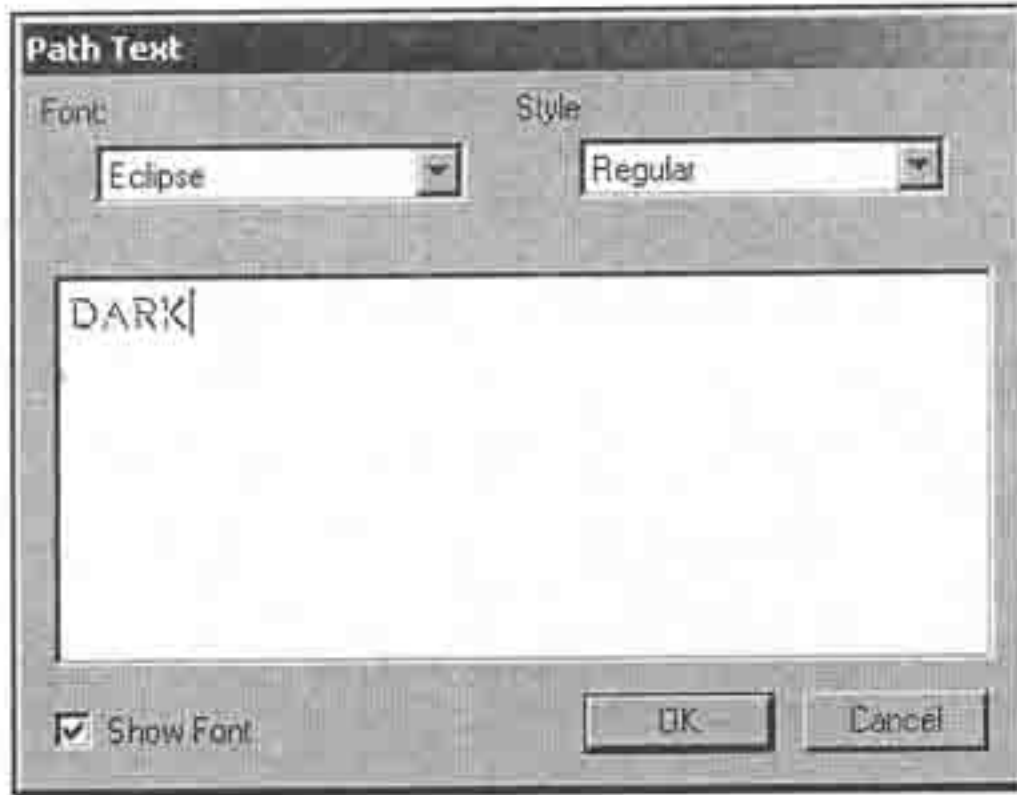 Path Text
Font: Style
Eclipse Regular
DARK
Show Font OK Cancel